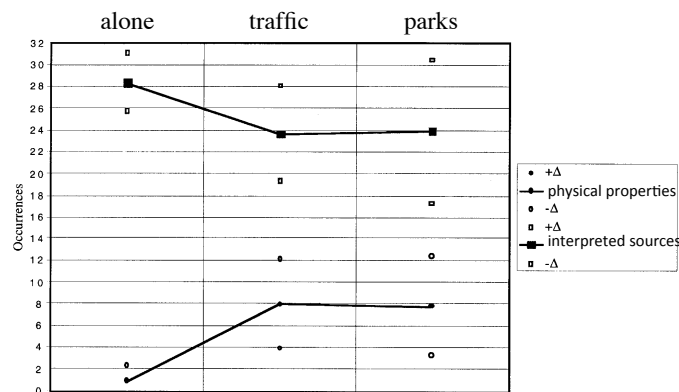 alone traffic parks
32
30
28
26
24
22
20
18
16
14
12
10
8
6
4
2
0
Occurrences
+Δ
physical properties
-Δ
+Δ
interpreted sources
-Δ